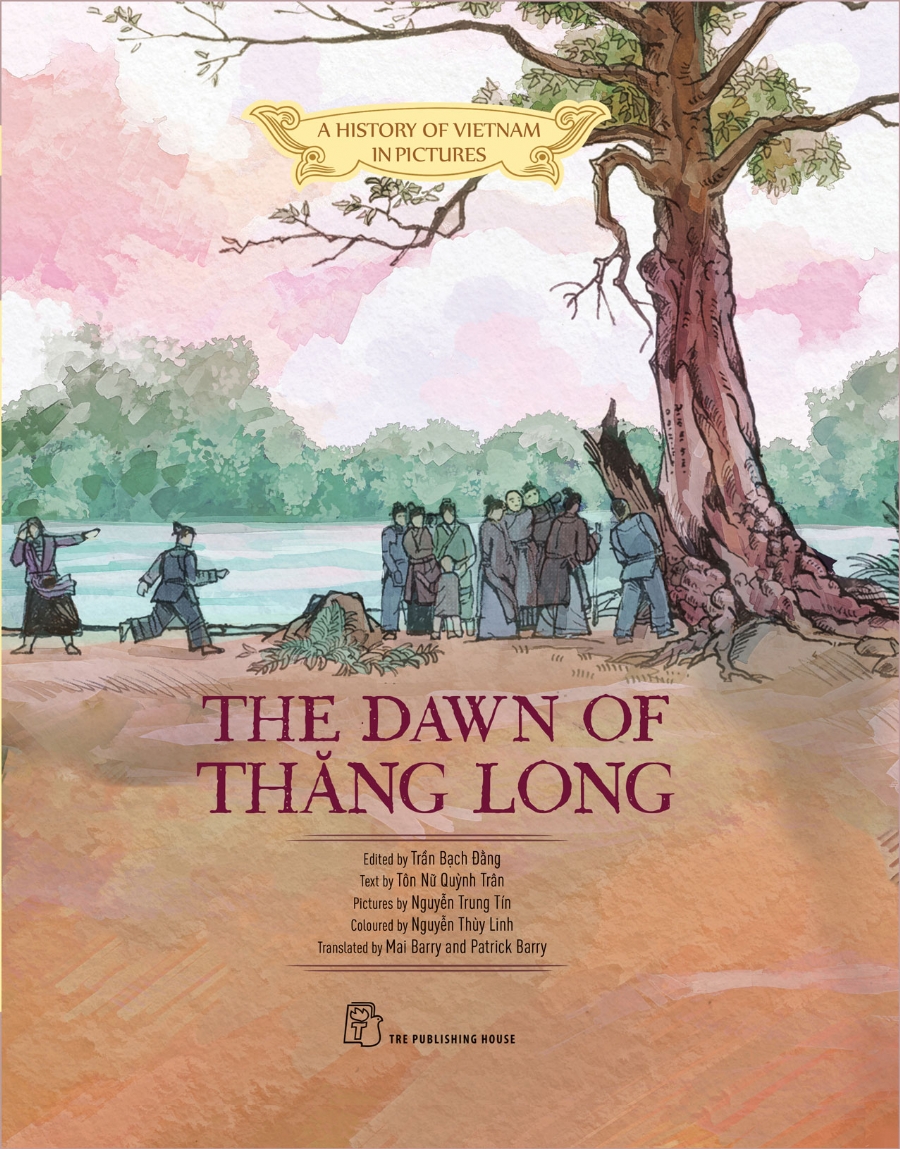 A HISTORY OF VIETNAM
IN PICTURES
THE DAWN OF
THĂNG LONG
Edited by Trần Bạch Đằng
Text by Tôn Nữ Quỳnh Trân
Pictures by Nguyễn Trung Tín
Coloured by Nguyễn Thùy Linh
Translated by Mai Barry and Patrick Barry
TRE PUBLISHING HOUSE